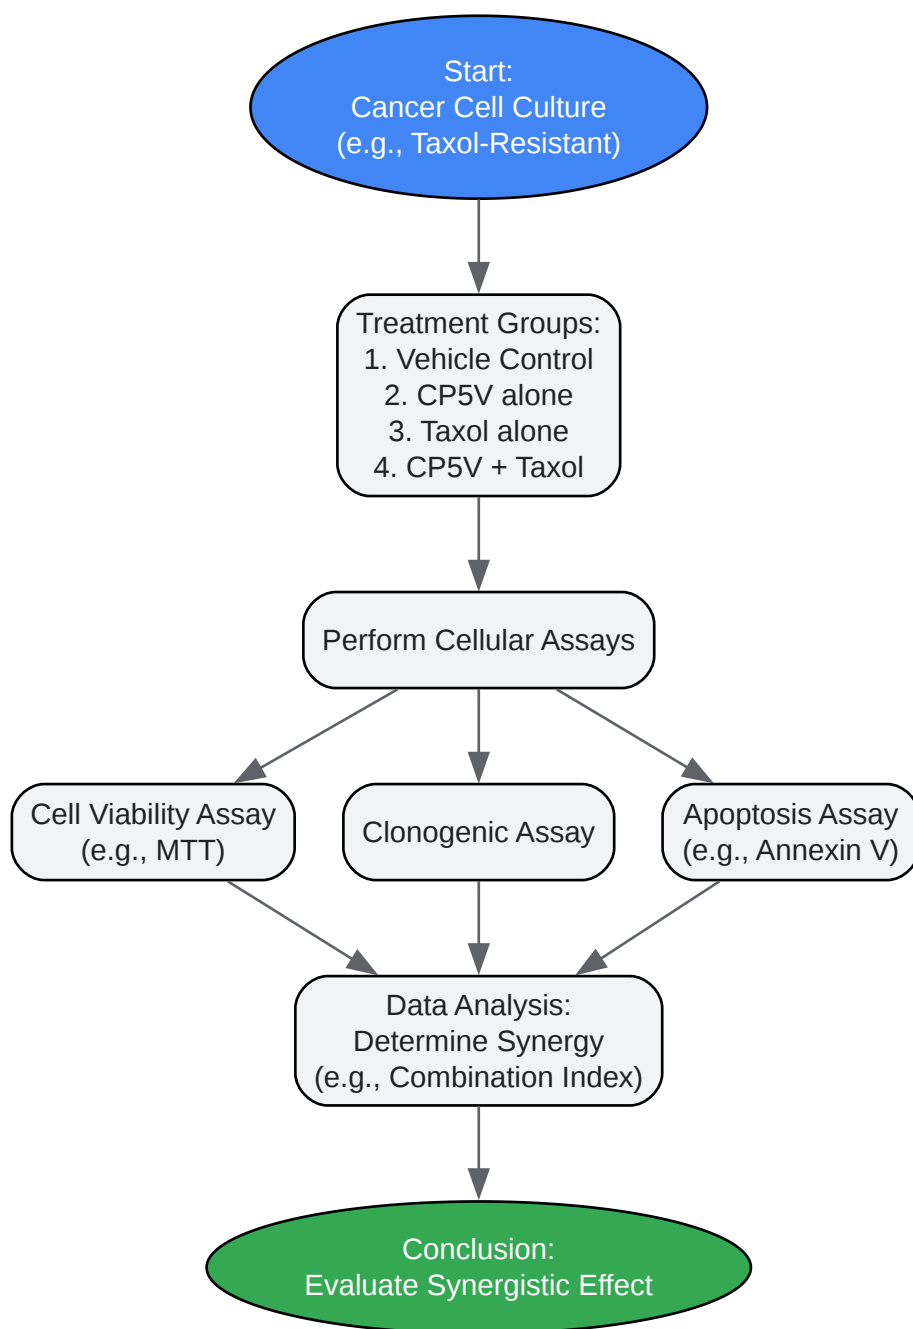 Start:
Cancer Cell Culture
(e.g., Taxol-Resistant)
Treatment Groups:
1. Vehicle Control
2. CP5V alone
3. Taxol alone
4. CP5V + Taxol
Perform Cellular Assays
Cell Viability Assay
(e.g., MTT)
Clonogenic Assay
Apoptosis Assay
(e.g., Annexin V)
Data Analysis:
Determine Synergy
(e.g., Combination Index)
Conclusion:
Evaluate Synergistic Effect